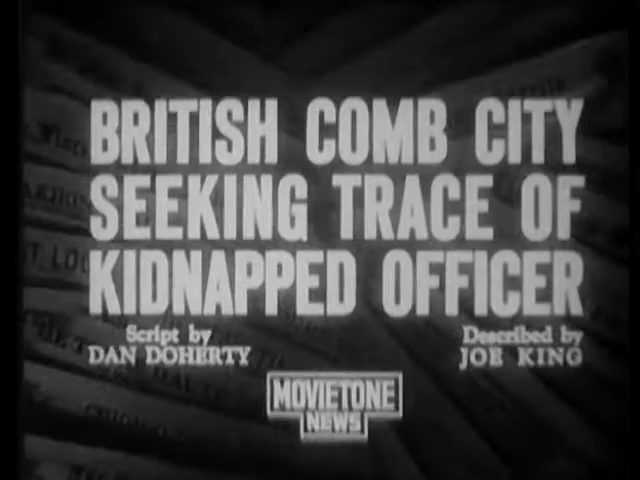 BRITISH COMB CITY
SEEKING TRACE OF
KIDNAPPED OFFICER
Script by
DAN DOHERTY
Described by
JOE KING
MOVIETONE
NEWS